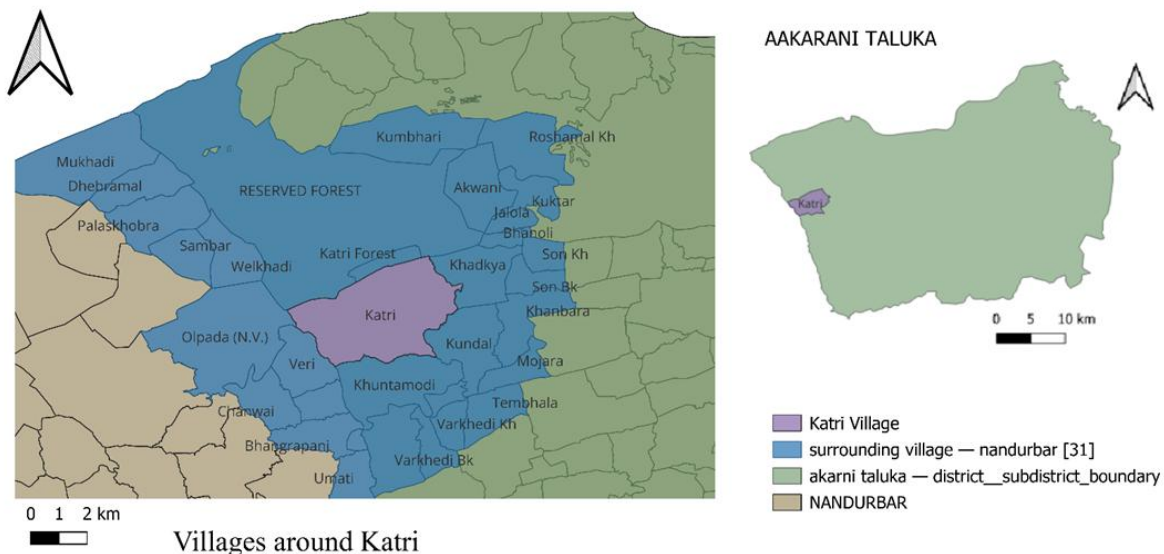 AAKARANI TALUKA
Kumbhari
Roshamal Kh
Mukhadi
Dhebramal
RESERVED FOREST
Akwani
Kuktar
Palaskhobra
Jalola
Bhaholi
Sambar
Katri Forest
Son Kh
Welkhadi
Khadkya
Son Bk
Khanbara
Katri
Olpada (N.V.)
Kundal
Veri
Mojara
Khuntamodi
Chanwai
Tembhala
Varkhedi Kh
Bhangrapani
Varkhedi Bk
Umati
0 1 2 km
Villages around Katri
Katri
0 5 10 km
Katri Village
surrounding village — nandurbar [31]
akarni taluka — district__subdistrict_boundary
NANDURBAR